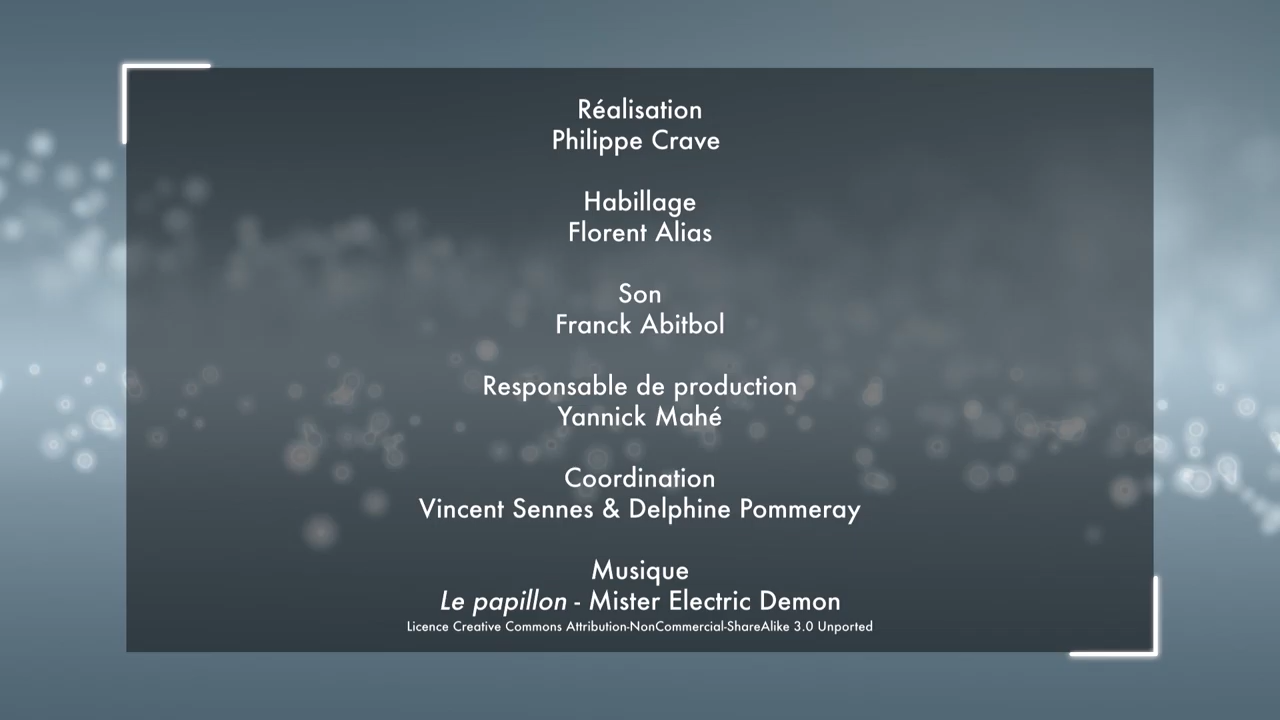 Réalisation
Philippe Crave
Habillage
Florent Alias
Son
Franck Abitbol
Responsable de production
Yannick Mahé
Coordination
Vincent Sennes & Delphine Pommeray
Musique
Le papillon - Mister Electric Demon
Licence Creative Commons Attribution-NonCommercial-ShareAlike 3.0 Unported